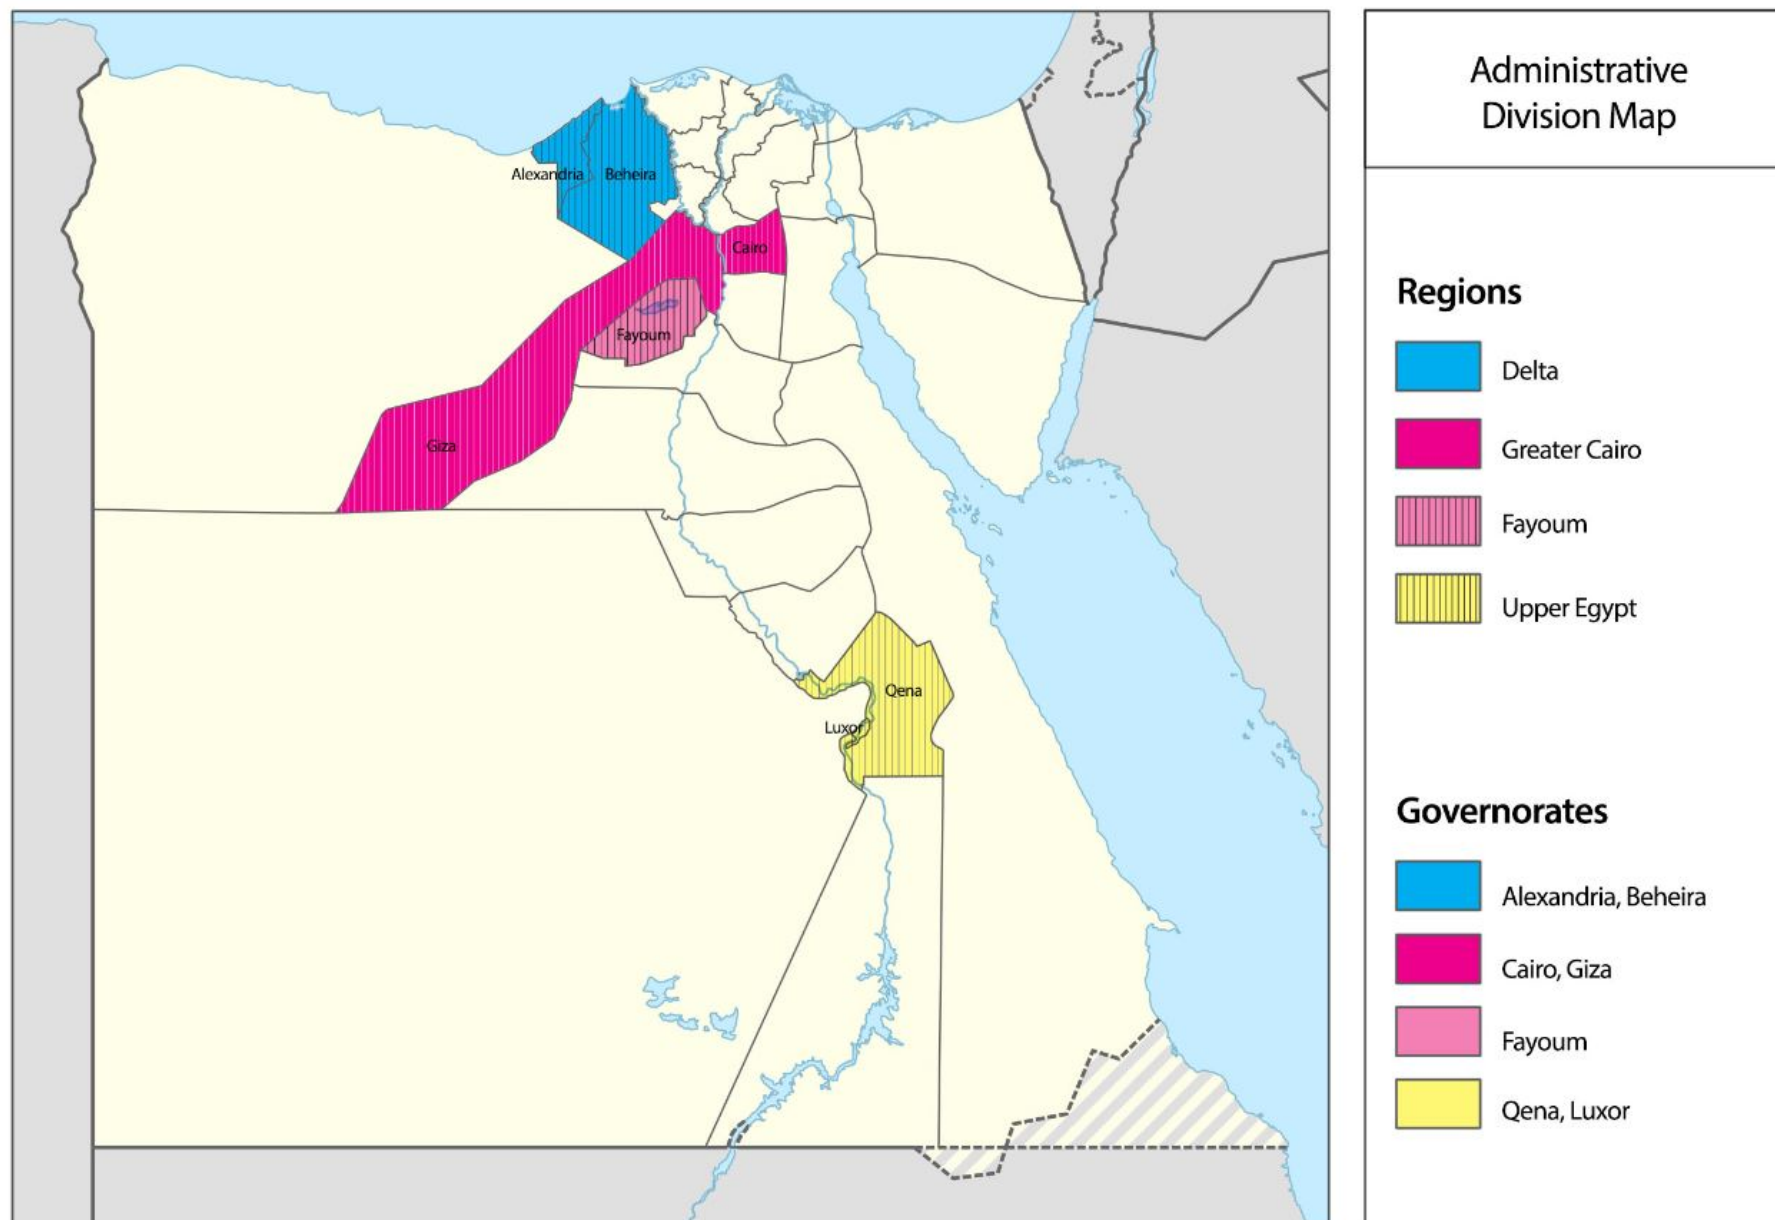 Administrative
Division Map
Alexandria
Beheira
Cairo
Fayoum
Giza
Qena
Luxor
Regions
Delta
Greater Cairo
Fayoum
Upper Egypt
Governorates
Alexandria, Beheira
Cairo, Giza
Fayoum
Qena, Luxor